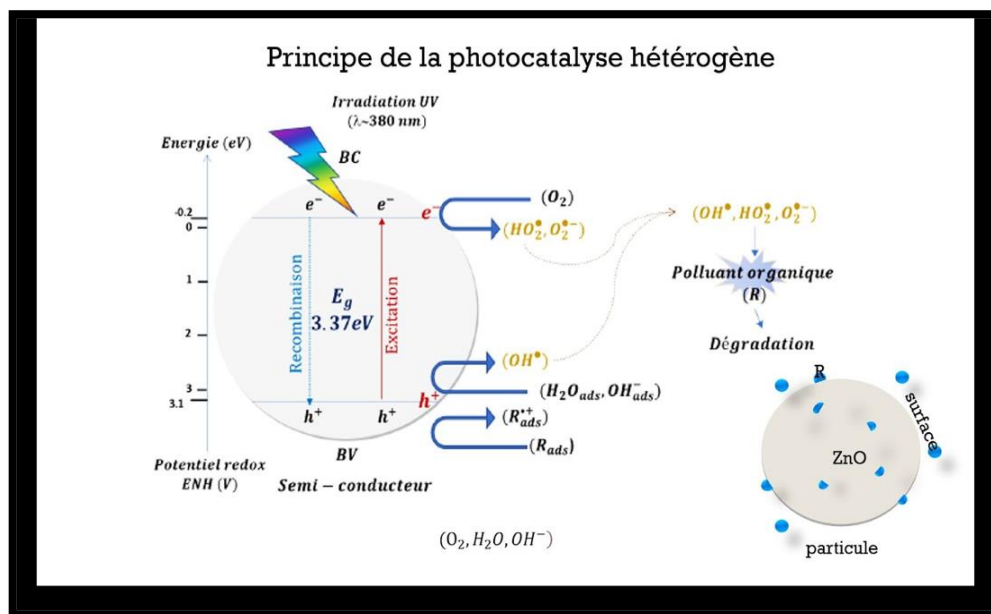 Principe de la photocatalyse hétérogène
Irradiation UV
(λ~380 nm)
Energie (eV)
BC
e⁻ e⁻ e⁻
(O₂)
(HO₂•, O₂•⁻)
(OH•, HO₂•, O₂•⁻)
-0.2
0
1
2
3
3.1
Recombinaison
E_g
3.37eV
Excitation
Polluant organique
(R)
Dégradation
(OH•)
h⁺
(H₂O_ads, OH⁻_ads)
h⁺ h⁺
(R•⁺_ads)
(R_ads)
BV
Potentiel redox
ENH (V)
Semi − conducteur
R
surface
ZnO
particule
(O₂, H₂O, OH⁻)